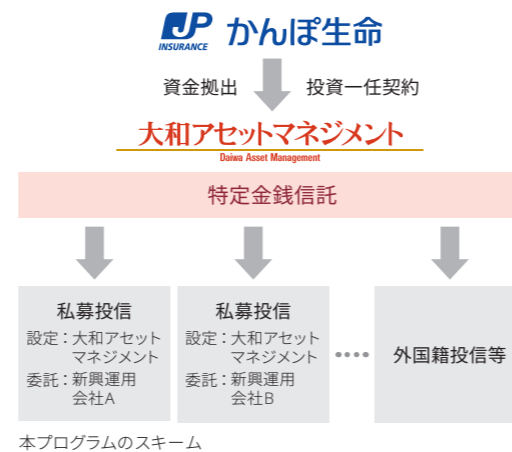 JP
INSURANCE
かんぽ生命
資金拠出
投資一任契約
大和アセットマネジメント
Daiwa Asset Management
特定金銭信託
私募投信
設定：大和アセット
マネジメント
委託：新興運用
会社A
私募投信
設定：大和アセット
マネジメント
委託：新興運用
会社B
外国籍投信等
本プログラムのスキーム